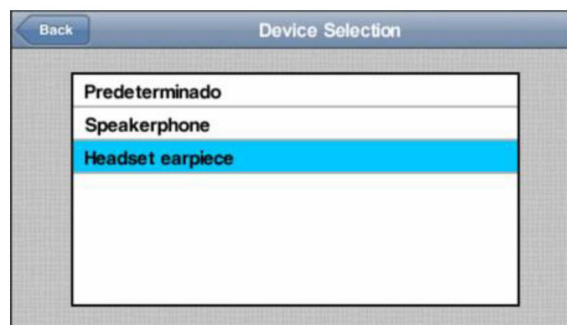 Back
Device Selection
Predeterminado
Speakerphone
Headset earpiece